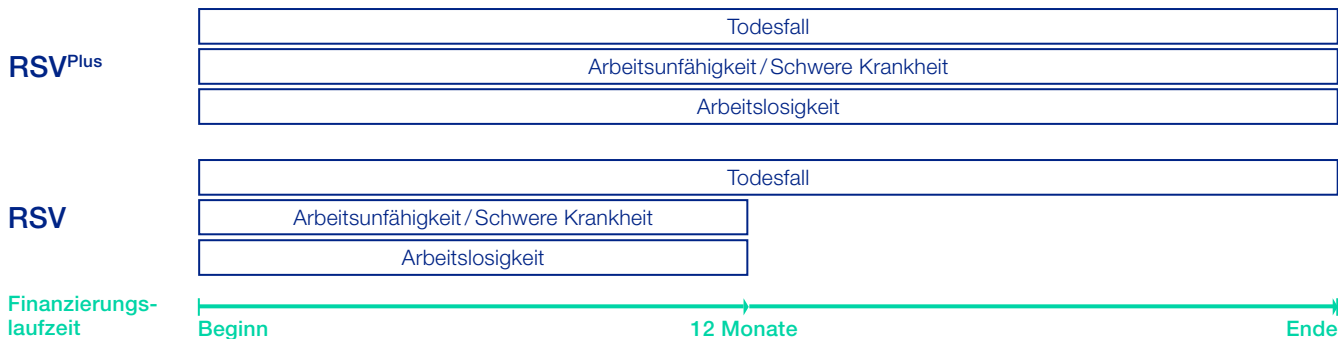 Todesfall
RSVPlus
Arbeitsunfähigkeit/Schwere Krankheit
Arbeitslosigkeit
Todesfall
RSV
Arbeitsunfähigkeit/Schwere Krankheit
Arbeitslosigkeit
Finanzierungs-
laufzeit
Beginn
12 Monate
Ende